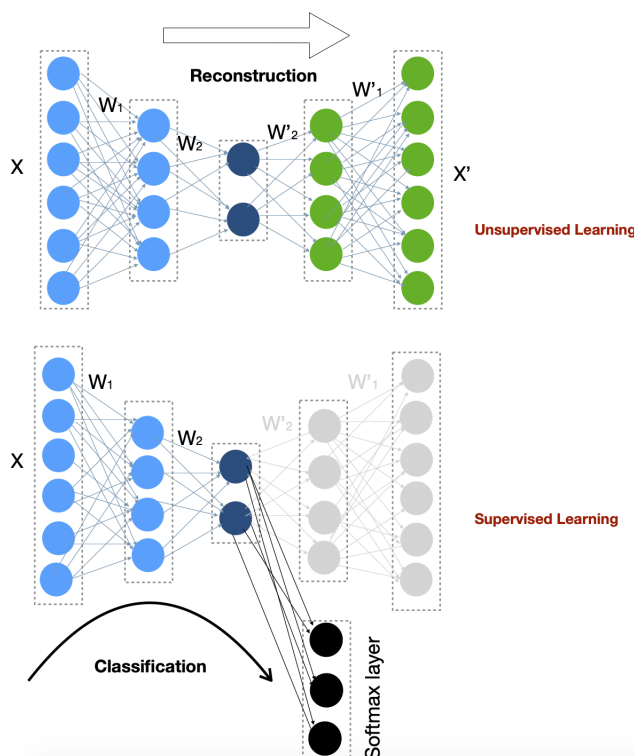 Reconstruction
W'1
W1
W'2
W2
X
X'
Unsupervised Learning
W1
W'1
W2
W'2
X
Supervised Learning
Classification
Softmax layer